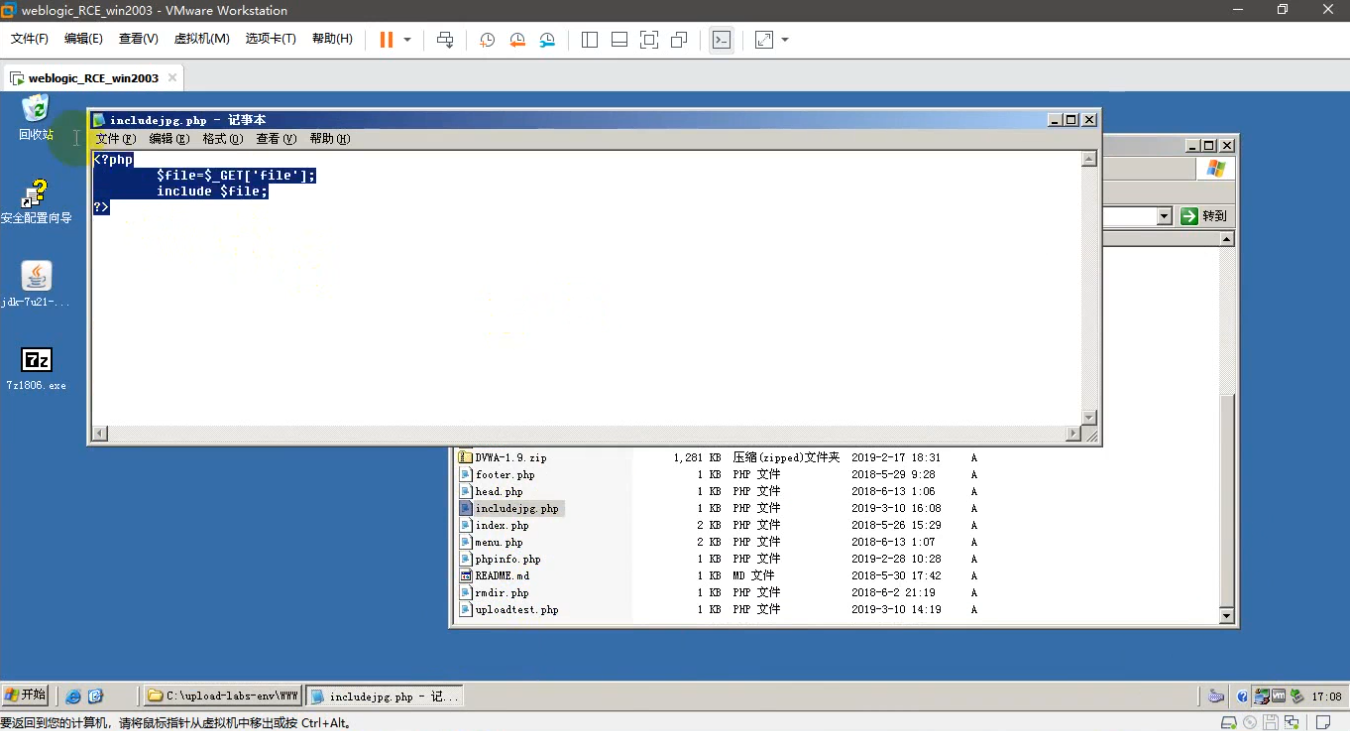 weblogic_RCE_win2003 - VMware Workstation
文件(F) 编辑(E) 查看(V) 虚拟机(M) 选项卡(T) 帮助(H)
weblogic_RCE_win2003
回收站
安全配置向导
jdk-7u21-...
7z
7z1806.exe
includejpg.php - 记事本
文件(F) 编辑(E) 格式(O) 查看(V) 帮助(H)
<?php
$file=$_GET['file'];
include $file;
?>
转到
DVWA-1.9.zip 1,281 KB 压缩(zipped)文件夹 2019-2-17 18:31 A
footer.php 1 KB PHP 文件 2018-5-29 9:28 A
head.php 1 KB PHP 文件 2018-6-13 1:06 A
includejpg.php 1 KB PHP 文件 2019-3-10 16:08 A
index.php 2 KB PHP 文件 2018-5-26 15:29 A
menu.php 2 KB PHP 文件 2018-6-13 1:07 A
phpinfo.php 1 KB PHP 文件 2019-2-28 10:28 A
README.md 1 KB MD 文件 2018-5-30 17:42 A
rmdir.php 1 KB PHP 文件 2018-6-2 21:19 A
uploadtest.php 1 KB PHP 文件 2019-3-10 14:19 A
开始 C:\upload-labs-env\WWW includejpg.php - 记... 17:08
要返回到您的计算机，请将鼠标指针从虚拟机中移出或按 Ctrl+Alt。